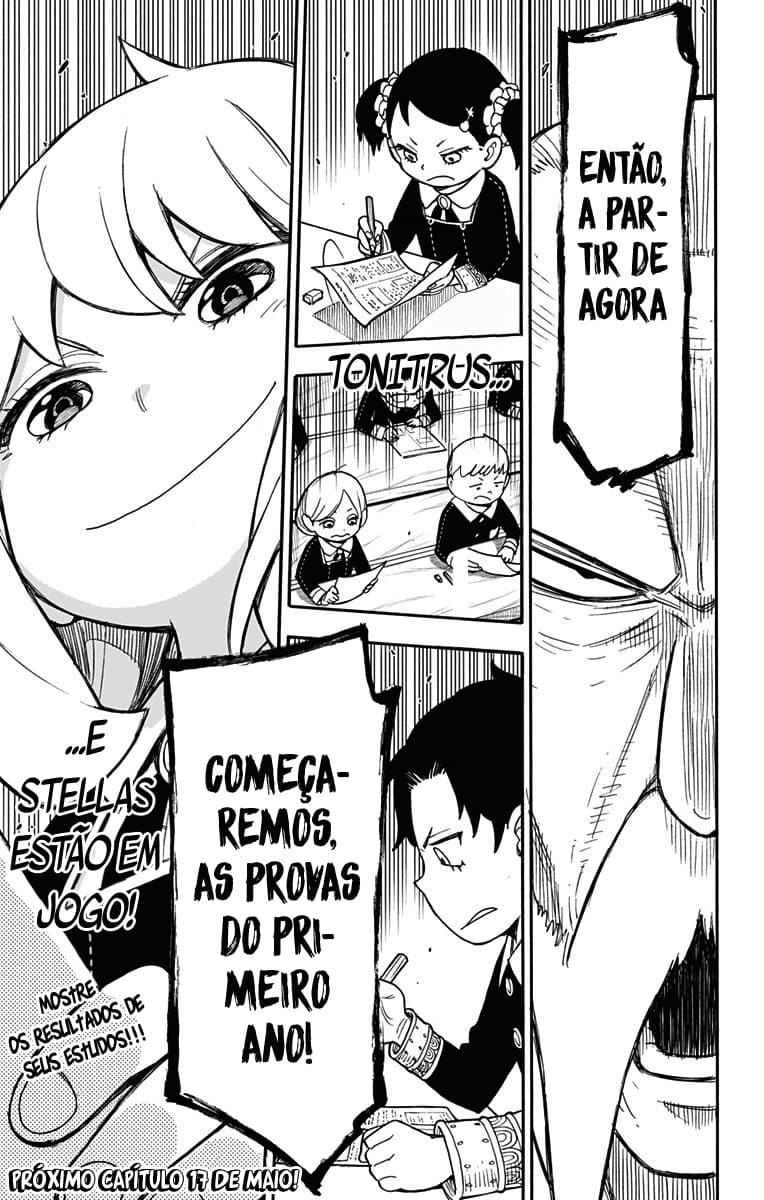 ENTÃO,
A PAR-
TIR DE
AGORA
TONITRUS...
COMEÇA-
REMOS,
AS PROVAS
DO PRI-
MEIRO
ANO!
...E
STELLAS
ESTÃO EM
JOGO!
MOSTRE
OS RESULTADOS DE
SEUS ESTUDOS!!!
PRÓXIMO CAPÍTULO 17 DE MAIO!